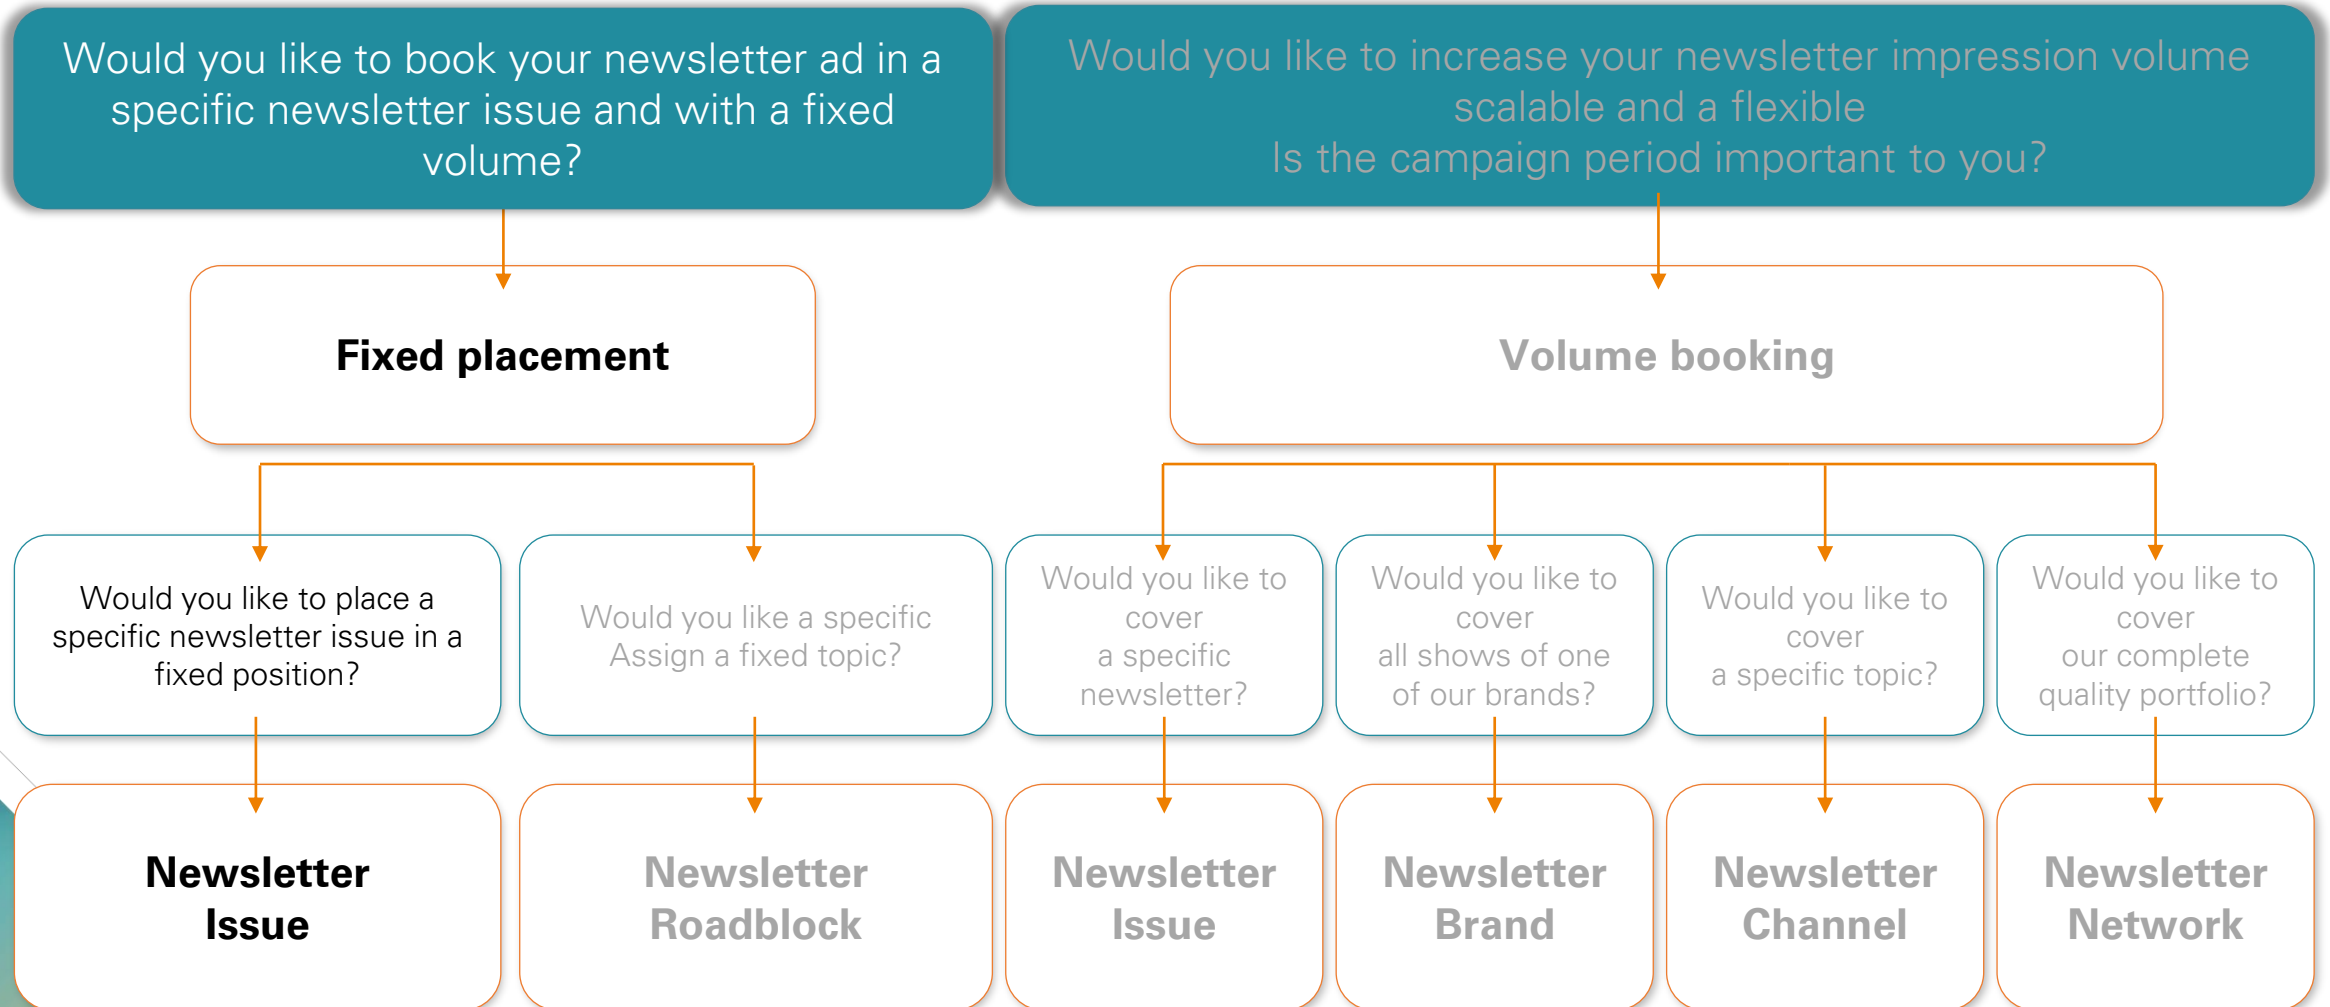 Would you like to book your newsletter ad in a
specific newsletter issue and with a fixed
volume?
Would you like to increase your newsletter impression volume
scalable and a flexible
Is the campaign period important to you?
Fixed placement
Volume booking
Would you like to place a
specific newsletter issue in a
fixed position?
Would you like a specific
Assign a fixed topic?
Would you like to
cover
a specific
newsletter?
Would you like to
cover
all shows of one
of our brands?
Would you like to
cover
a specific topic?
Would you like to
cover
our complete
quality portfolio?
Newsletter
Issue
Newsletter
Roadblock
Newsletter
Issue
Newsletter
Brand
Newsletter
Channel
Newsletter
Network